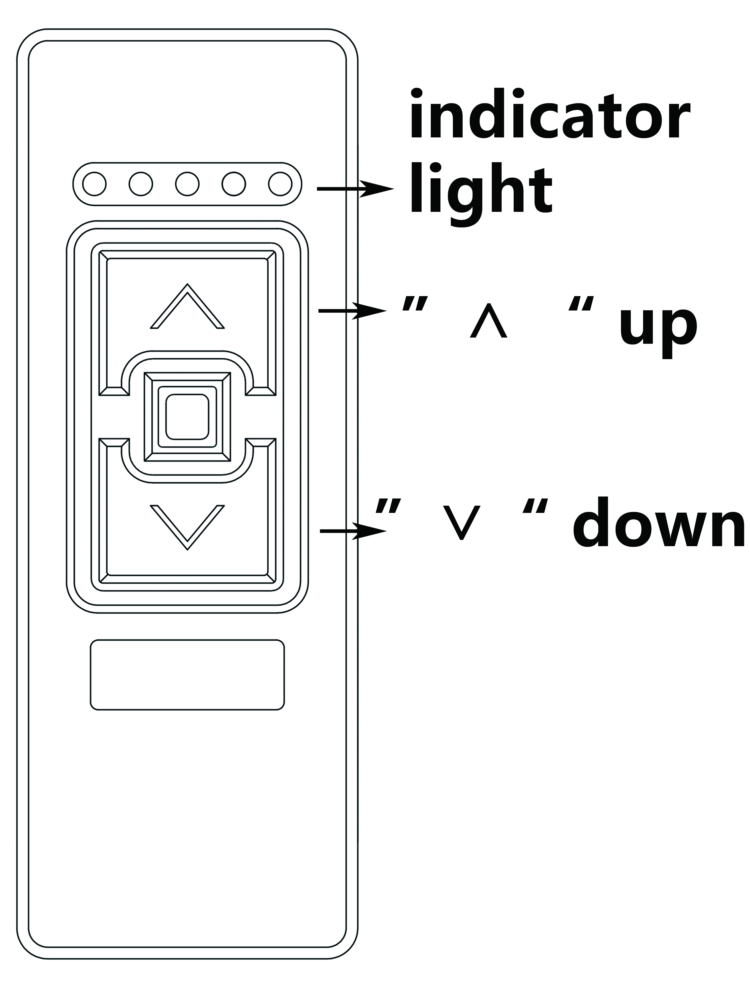 indicator
light
” ∧ “ up
” ∨ “ down